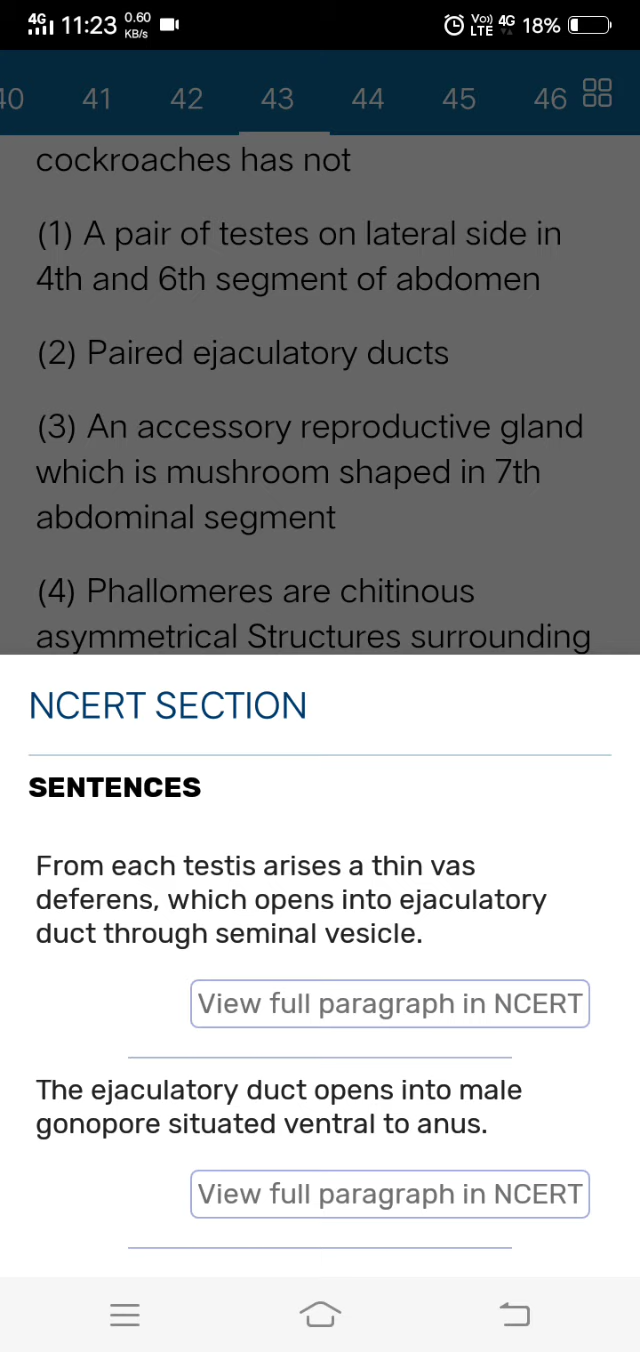 4G 11:23 0.60 KB/s Vo)) LTE 4G 18%
40 41 42 43 44 45 46
cockroaches has not
(1) A pair of testes on lateral side in
4th and 6th segment of abdomen
(2) Paired ejaculatory ducts
(3) An accessory reproductive gland
which is mushroom shaped in 7th
abdominal segment
(4) Phallomeres are chitinous
asymmetrical Structures surrounding
NCERT SECTION
SENTENCES
From each testis arises a thin vas
deferens, which opens into ejaculatory
duct through seminal vesicle.
View full paragraph in NCERT
The ejaculatory duct opens into male
gonopore situated ventral to anus.
View full paragraph in NCERT